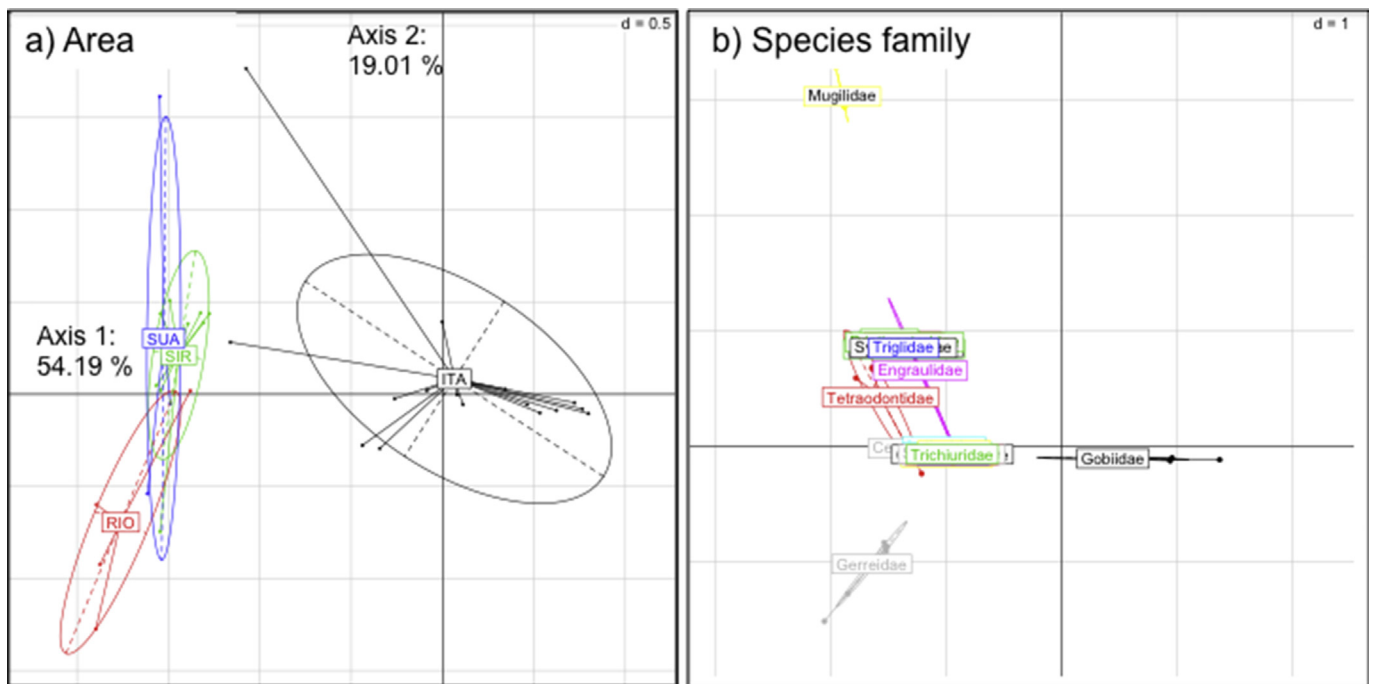 a) Area
Axis 2:
19.01 %
d = 0.5
Axis 1:
54.19 %
SUA
SIR
ITA
RIO
b) Species family
d = 1
Mugilidae
Triglidae
Engraulidae
Tetraodontidae
Trichiuridae
Gobiidae
Gerreidae